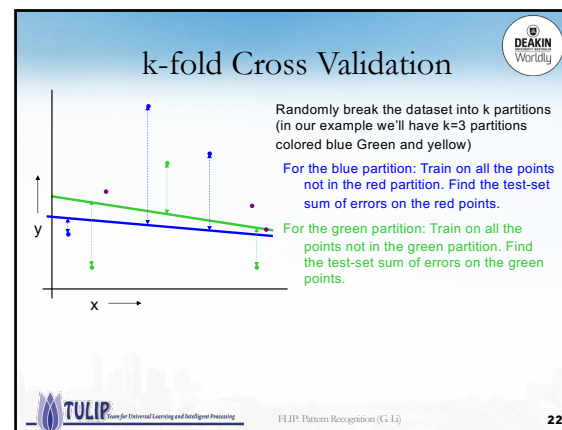 DEAKIN
UNIVERSITY AUSTRALIA
Worldly
k-fold Cross Validation
Randomly break the dataset into k partitions
(in our example we’ll have k=3 partitions
colored blue Green and yellow)
For the blue partition: Train on all the points
not in the red partition. Find the test-set
sum of errors on the red points.
For the green partition: Train on all the
points not in the green partition. Find
the test-set sum of errors on the green
points.
y
x
TULIP Team for Universal Learning and Intelligent Processing
FLIP: Pattern Recognition (G. Li)
22